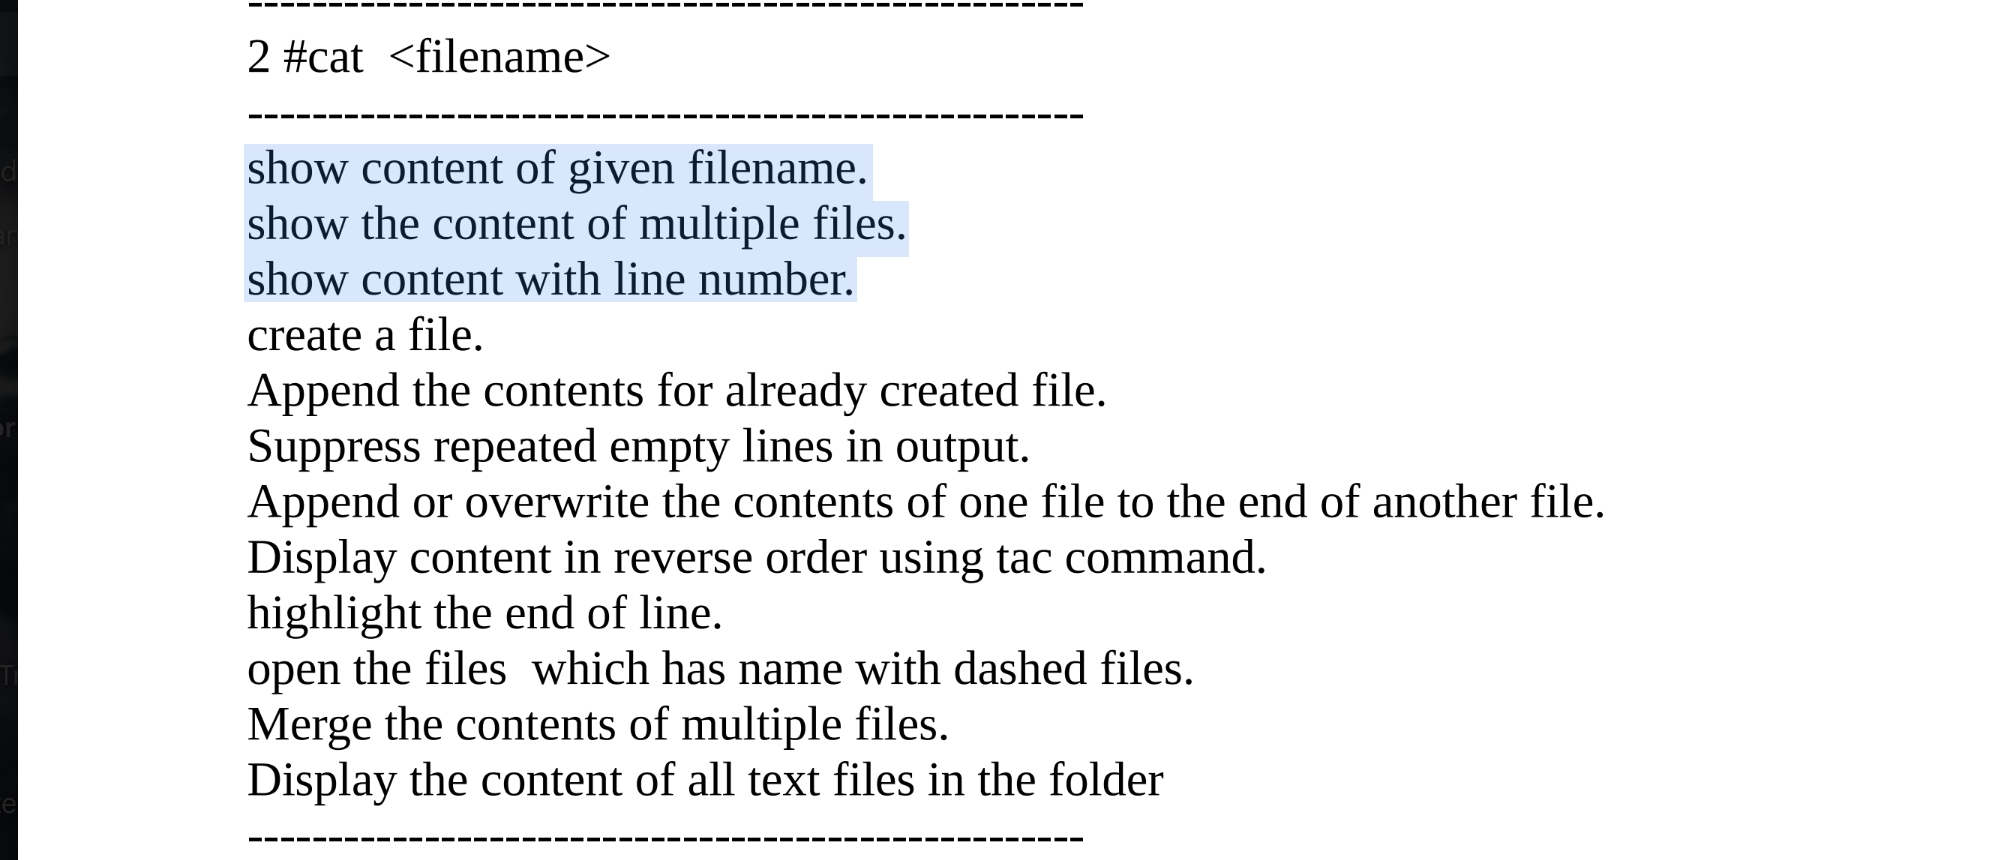 --------------------------------------------------
2 #cat  <filename>
--------------------------------------------------
show content of given filename.
show the content of multiple files.
show content with line number.
create a file.
Append the contents for already created file.
Suppress repeated empty lines in output.
Append or overwrite the contents of one file to the end of another file.
Display content in reverse order using tac command.
highlight the end of line.
open the files  which has name with dashed files.
Merge the contents of multiple files.
Display the content of all text files in the folder
--------------------------------------------------